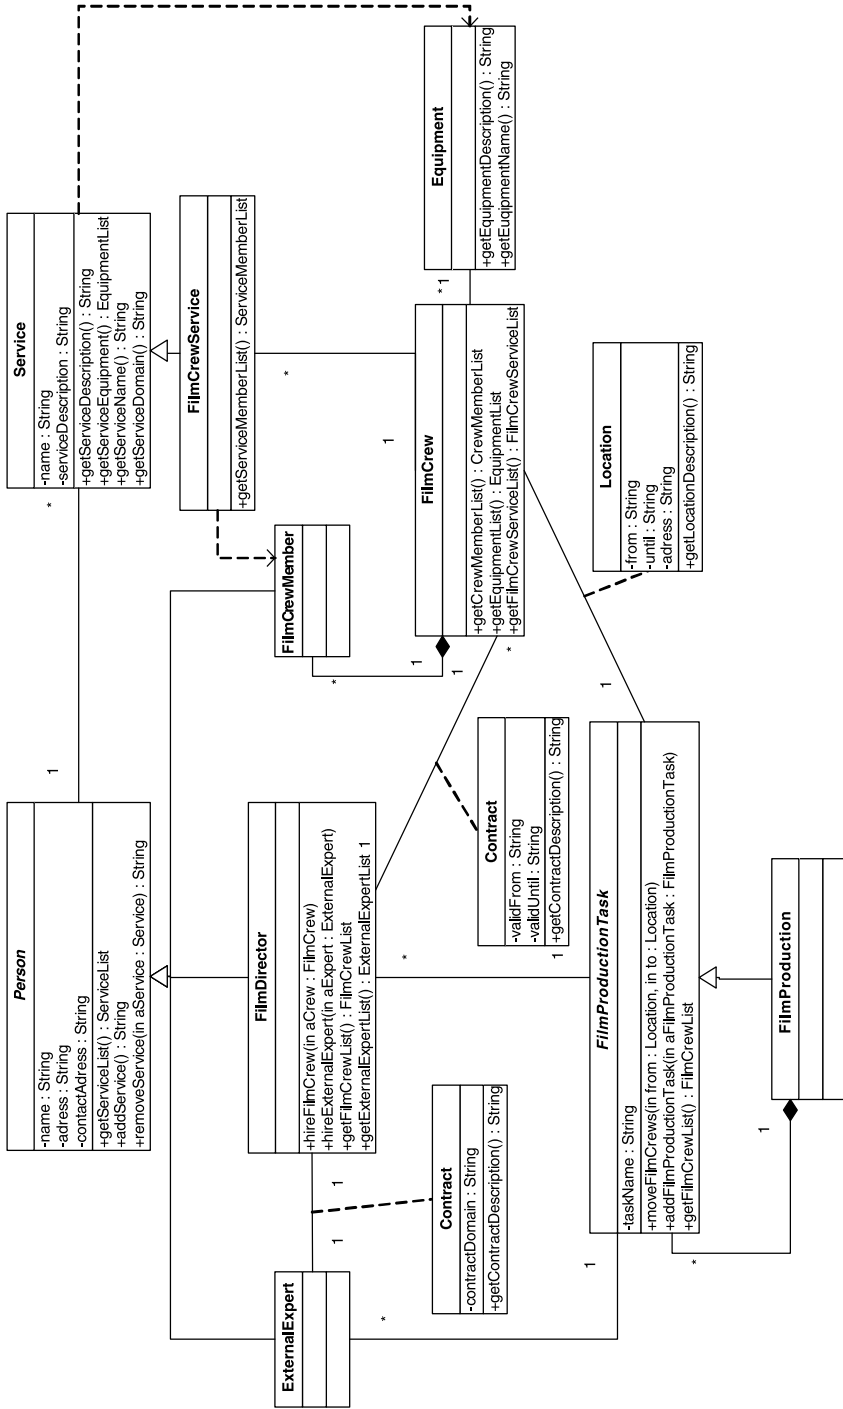 Person
-name : String
-adress : String
-contactAdress : String
+getServiceList() : ServiceList
+addService() : String
+removeService(in aService : Service) : String
1
*
Service
-name : String
-serviceDescription : String
+getServiceDescription() : String
+getServiceEquipment() : EquipmentList
+getServiceName() : String
+getServiceDomain() : String
FilmCrewService
+getServiceMemberList() : ServiceMemberList
*
1
ExternalExpert
1
1
*
1
FilmDirector
+hireFilmCrew(in aCrew : FilmCrew)
+hireExternalExpert(in aExpert : ExternalExpert)
+getFilmCrewList() : FilmCrewList
+getExternalExpertList() : ExternalExpertList
1
*
1
FilmCrewMember
*
1
1
*
FilmCrew
+getCrewMemberList() : CrewMemberList
+getEquipmentList() : EquipmentList
+getFilmCrewServiceList() : FilmCrewServiceList
*
1
Equipment
+getEquipmentDescription() : String
+getEuqipmentName() : String
Contract
-contractDomain : String
+getContractDescription() : String
Contract
-validFrom : String
-validUntil : String
+getContractDescription() : String
Location
-from : String
-until : String
-adress : String
+getLocationDescription() : String
1
FilmProductionTask
-taskName : String
+moveFilmCrews(in from : Location, in to : Location)
+addFilmProductionTask(in aFilmProductionTask : FilmProductionTask)
+getFilmCrewList() : FilmCrewList
*
1
FilmProduction